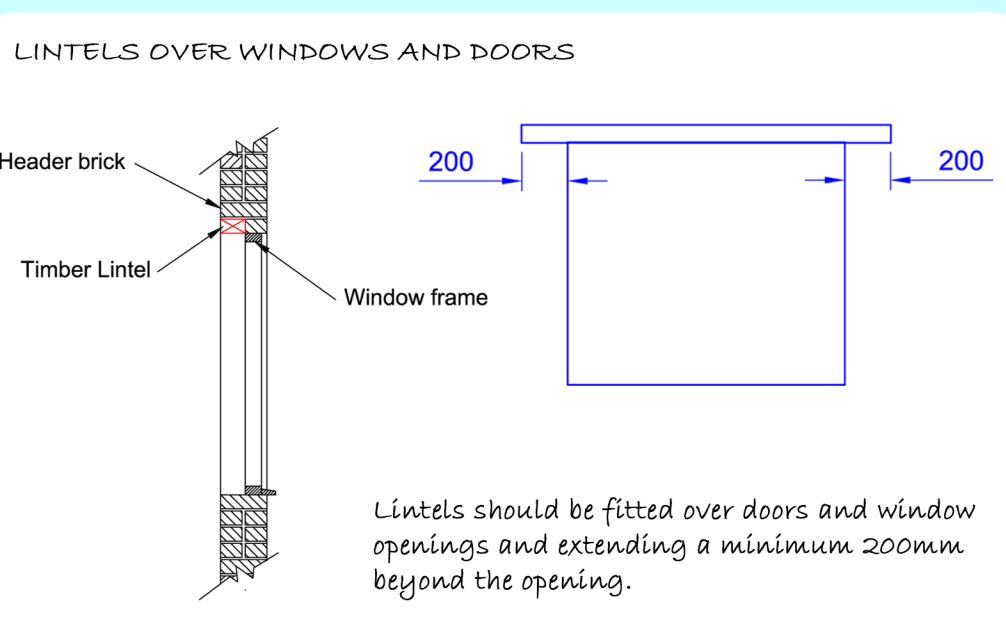 LINTELS OVER WINDOWS AND DOORS
Header brick
Timber Lintel
Window frame
200
200
Lintels should be fitted over doors and window
openings and extending a minimum 200mm
beyond the opening.